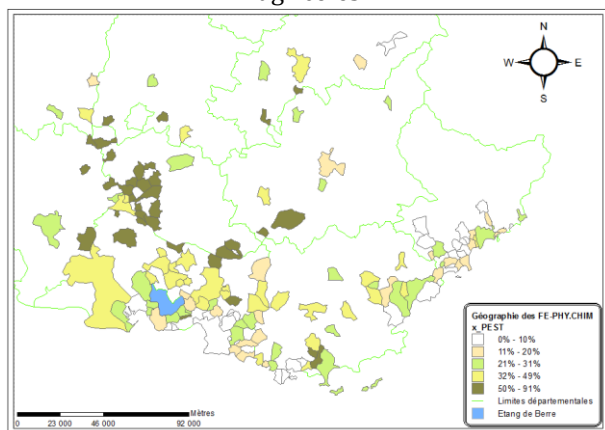 N
W E
S
Géographie des FE-PHY.CHIM
x_PEST
0% - 10%
11% - 20%
21% - 31%
32% - 49%
50% - 91%
Limites départementales
Etang de Berre
Mètres
0 23 000 46 000 92 000